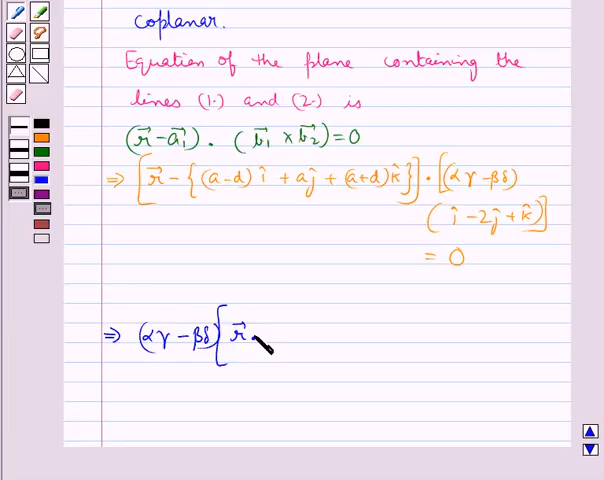 coplanar.
Equation of the plane containing the
lines (1.) and (2.) is
(r⃗ - a⃗₁) . (b⃗₁ × b⃗₂) = 0
⇒ [r⃗ - {(a-d) î + aĵ + (a+d)k̂}] . [(αγ - βδ)
(î - 2ĵ + k̂)]
= 0
⇒ (αγ - βδ) [r⃗ .